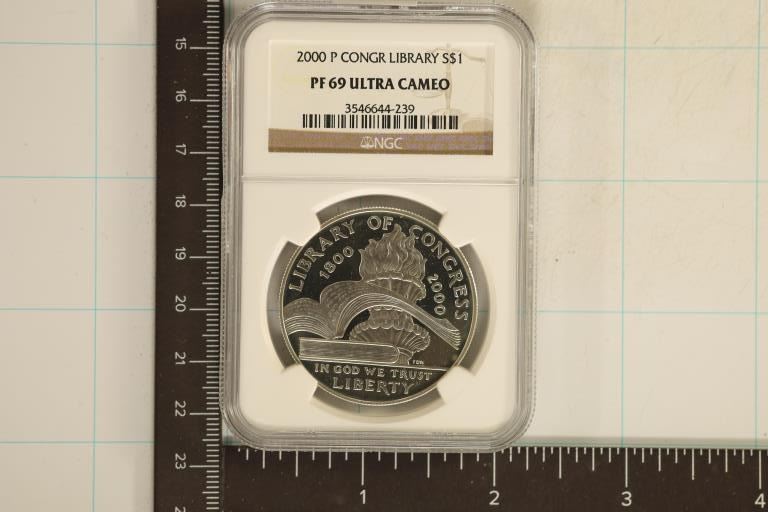 2000 P CONGR LIBRARY S$1
PF 69 ULTRA CAMEO
3546644-239
NGC
LIBRARY OF CONGRESS
1800
2000
IN GOD WE TRUST
LIBERTY
15
16
17
18
19
20
21
22
23
1
2
3
4